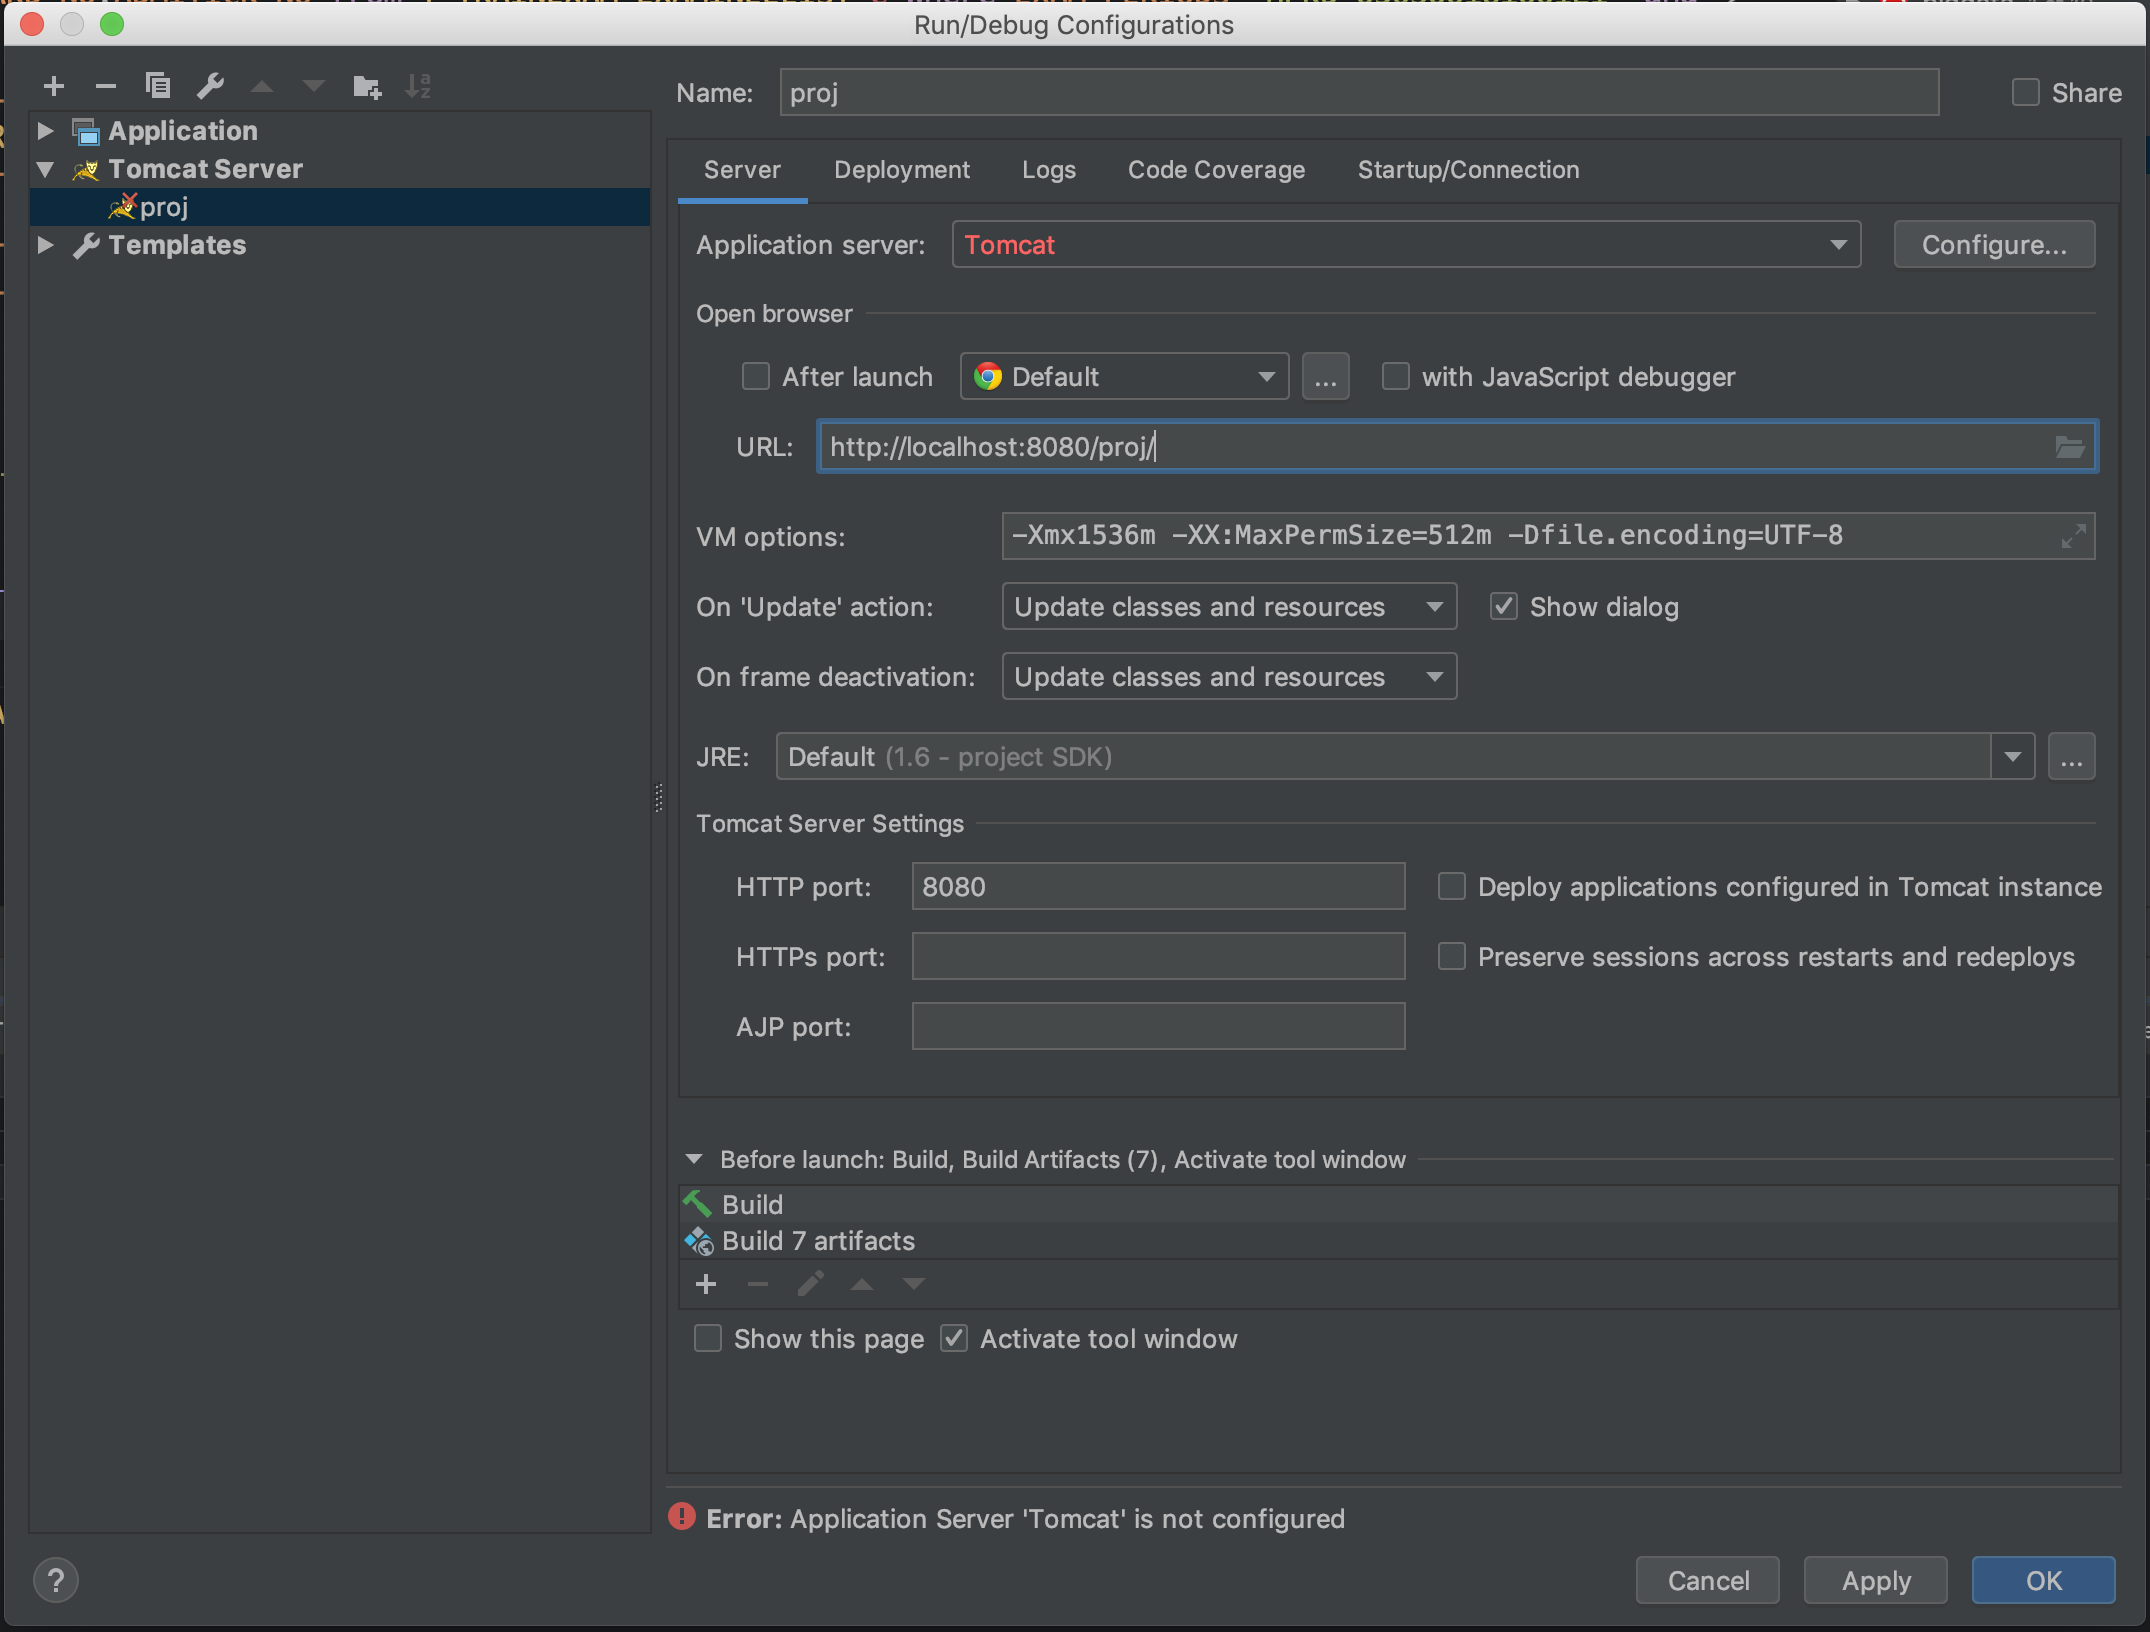 Run/Debug Configurations
Name: proj Share
Application
Tomcat Server
proj
Templates
Server Deployment Logs Code Coverage Startup/Connection
Application server: Tomcat Configure...
Open browser
After launch Default ... with JavaScript debugger
URL: http://localhost:8080/proj/
VM options: -Xmx1536m -XX:MaxPermSize=512m -Dfile.encoding=UTF-8
On 'Update' action: Update classes and resources Show dialog
On frame deactivation: Update classes and resources
JRE: Default (1.6 - project SDK) ...
Tomcat Server Settings
HTTP port: 8080 Deploy applications configured in Tomcat instance
HTTPs port: Preserve sessions across restarts and redeploys
AJP port:
Before launch: Build, Build Artifacts (7), Activate tool window
Build
Build 7 artifacts
Show this page Activate tool window
Error: Application Server 'Tomcat' is not configured
? Cancel Apply OK